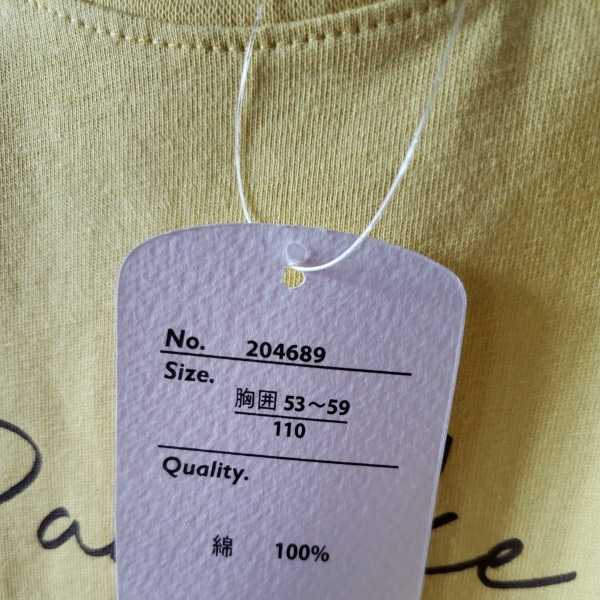 No. 204689
Size.
胸囲 53～59
110
Quality.
綿 100%